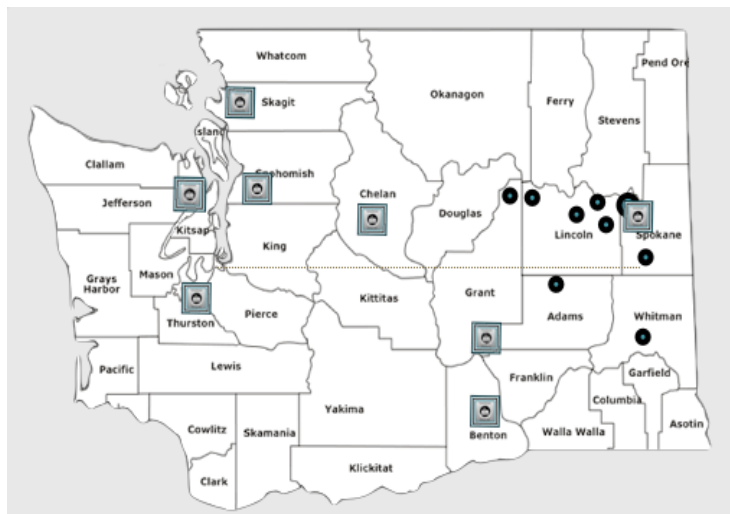 Whatcom
Pend Ore
Okanagon
Skagit
Ferry
Stevens
Island
Clallam
Snohomish
Chelan
Jefferson
Douglas
Kitsap
Lincoln
Spokane
King
Mason
Grays
Harbor
Kittitas
Grant
Pierce
Thurston
Adams
Whitman
Lewis
Pacific
Garfield
Franklin
Columbia
Yakima
Cowlitz
Skamania
Benton
Walla Walla
Asotin
Klickitat
Clark